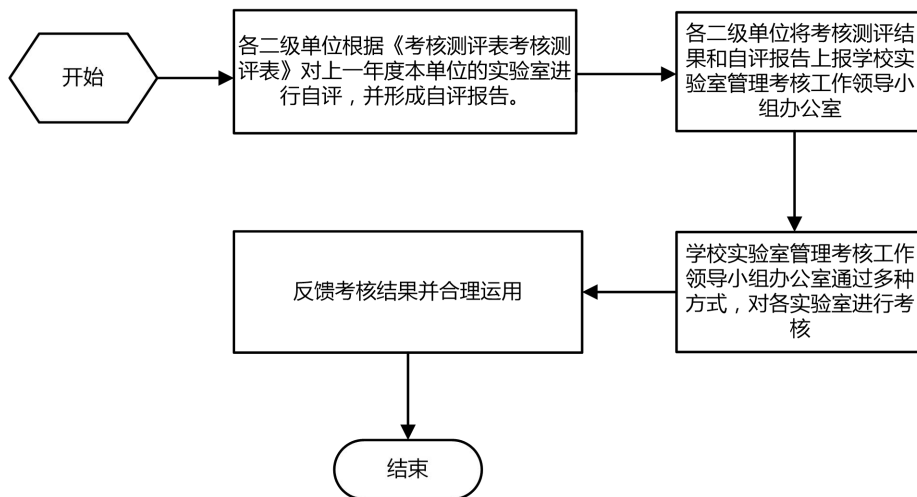 开始
各二级单位根据《考核测评表考核测
评表》对上一年度本单位的实验室进
行自评，并形成自评报告。
各二级单位将考核测评结
果和自评报告上报学校实
验室管理考核工作领导小
组办公室
学校实验室管理考核工作
领导小组办公室通过多种
方式，对各实验室进行考
核
反馈考核结果并合理运用
结束